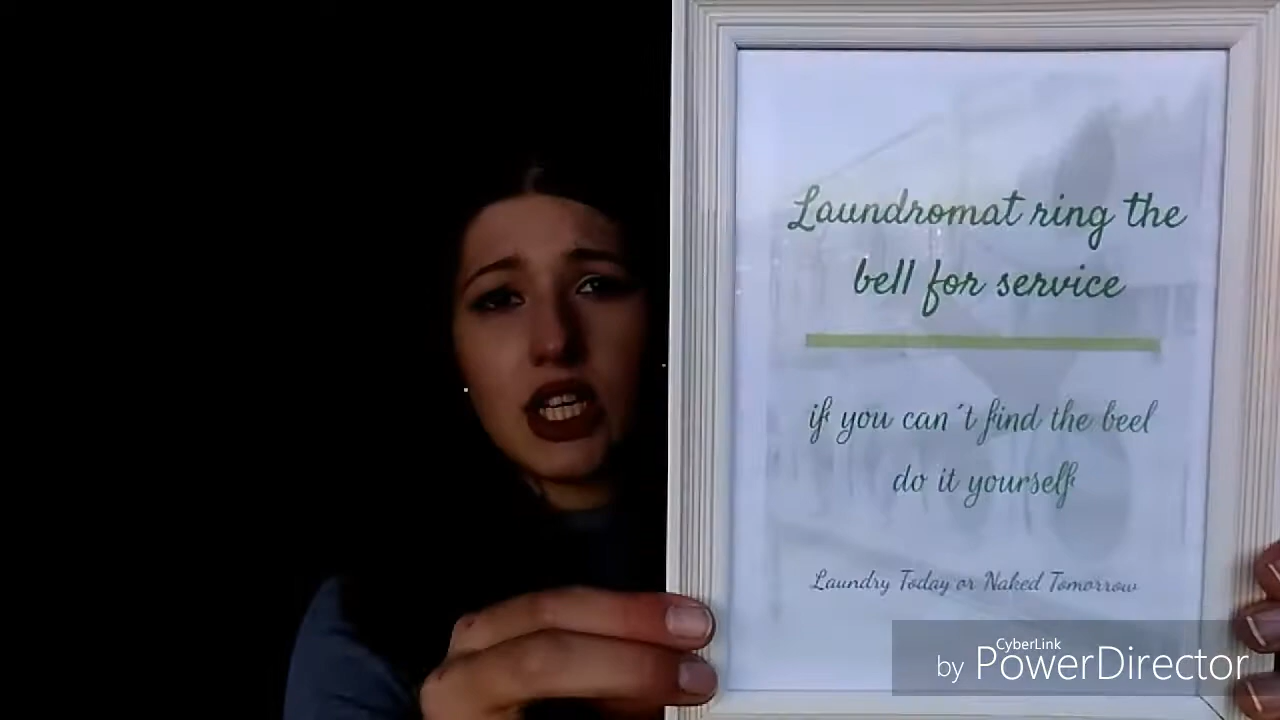 Laundromat ring the
bell for service
if you can´t find the beel
do it yourself
Laundry Today or Naked Tomorrow
CyberLink
by PowerDirector